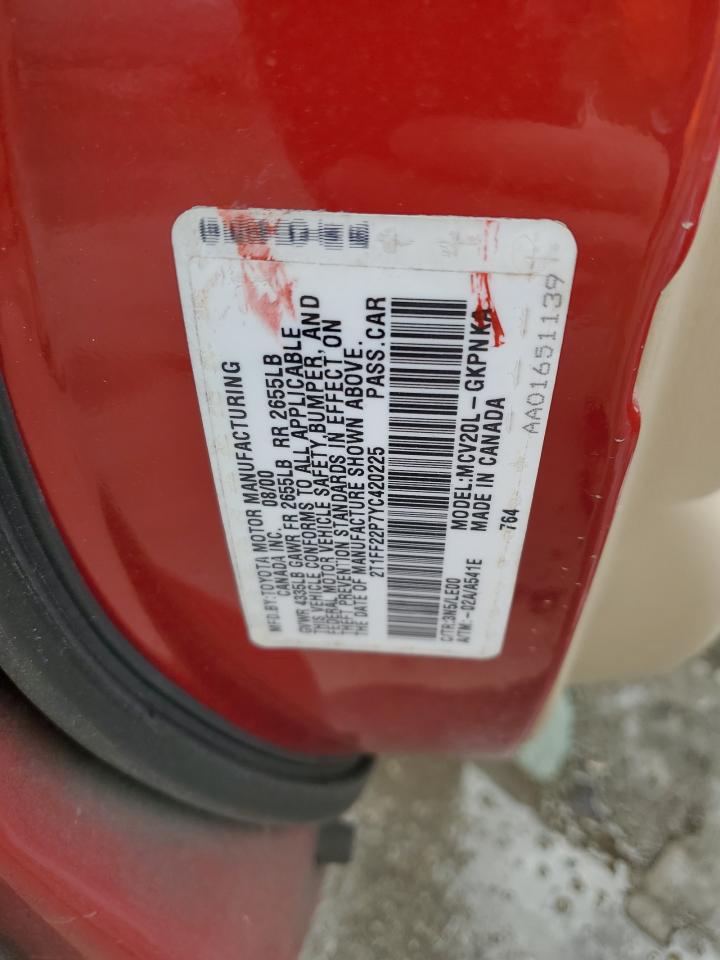 MFD BY:TOYOTA MOTOR MANUFACTURING
CANADA INC. 08/00
GVWR 4335LB GAWR FR 2655LB RR 2655LB
THIS VEHICLE CONFORMS TO ALL APPLICABLE
FEDERAL MOTOR VEHICLE SAFETY, BUMPER, AND
THEFT PREVENTION STANDARDS IN EFFECT ON
THE DATE OF MANUFACTURE SHOWN ABOVE.
2T1FF22P7YC420225 PASS.CAR
C/TR:3N5/LE00 MODEL:MCV20L-GKPNKA
A/TM:-02A/A541E MADE IN CANADA
764
AA01651139